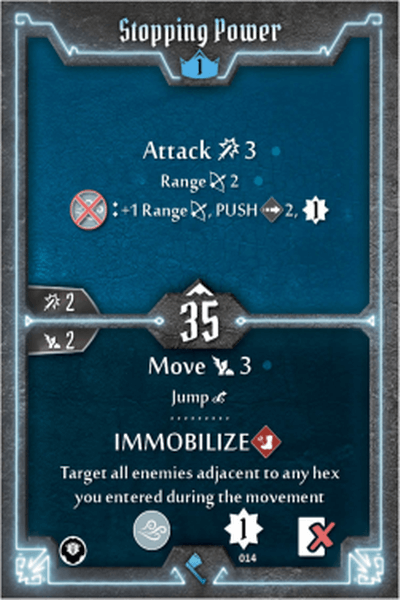 Stopping Power
1
Attack 3
Range 2
: +1 Range, PUSH 2, 1
2
35
2
Move 3
Jump
IMMOBILIZE
Target all enemies adjacent to any hex
you entered during the movement
1
014